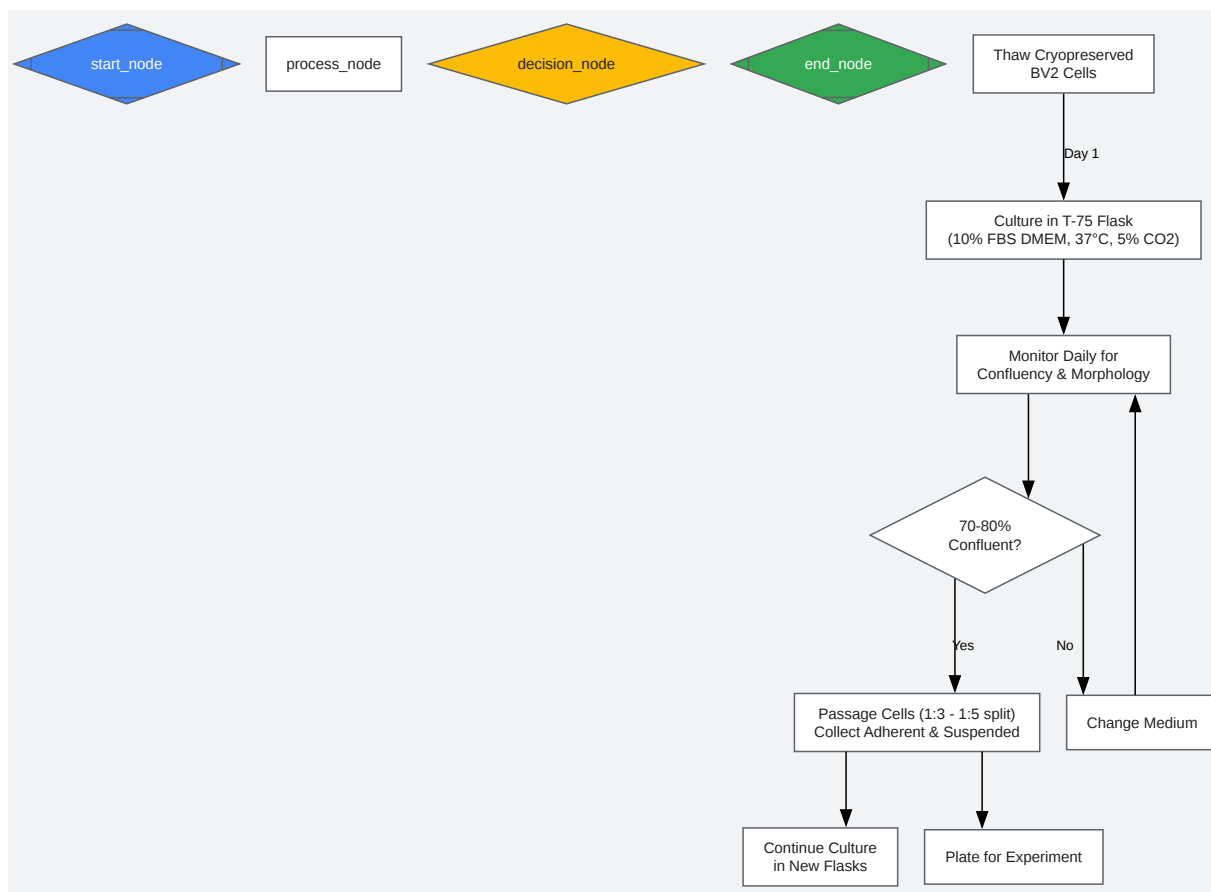 start_node
process_node
decision_node
end_node
Thaw Cryopreserved
BV2 Cells
Day 1
Culture in T-75 Flask
(10% FBS DMEM, 37°C, 5% CO2)
Monitor Daily for
Confluency & Morphology
70-80%
Confluent?
Yes
No
Passage Cells (1:3 - 1:5 split)
Collect Adherent & Suspended
Change Medium
Continue Culture
in New Flasks
Plate for Experiment